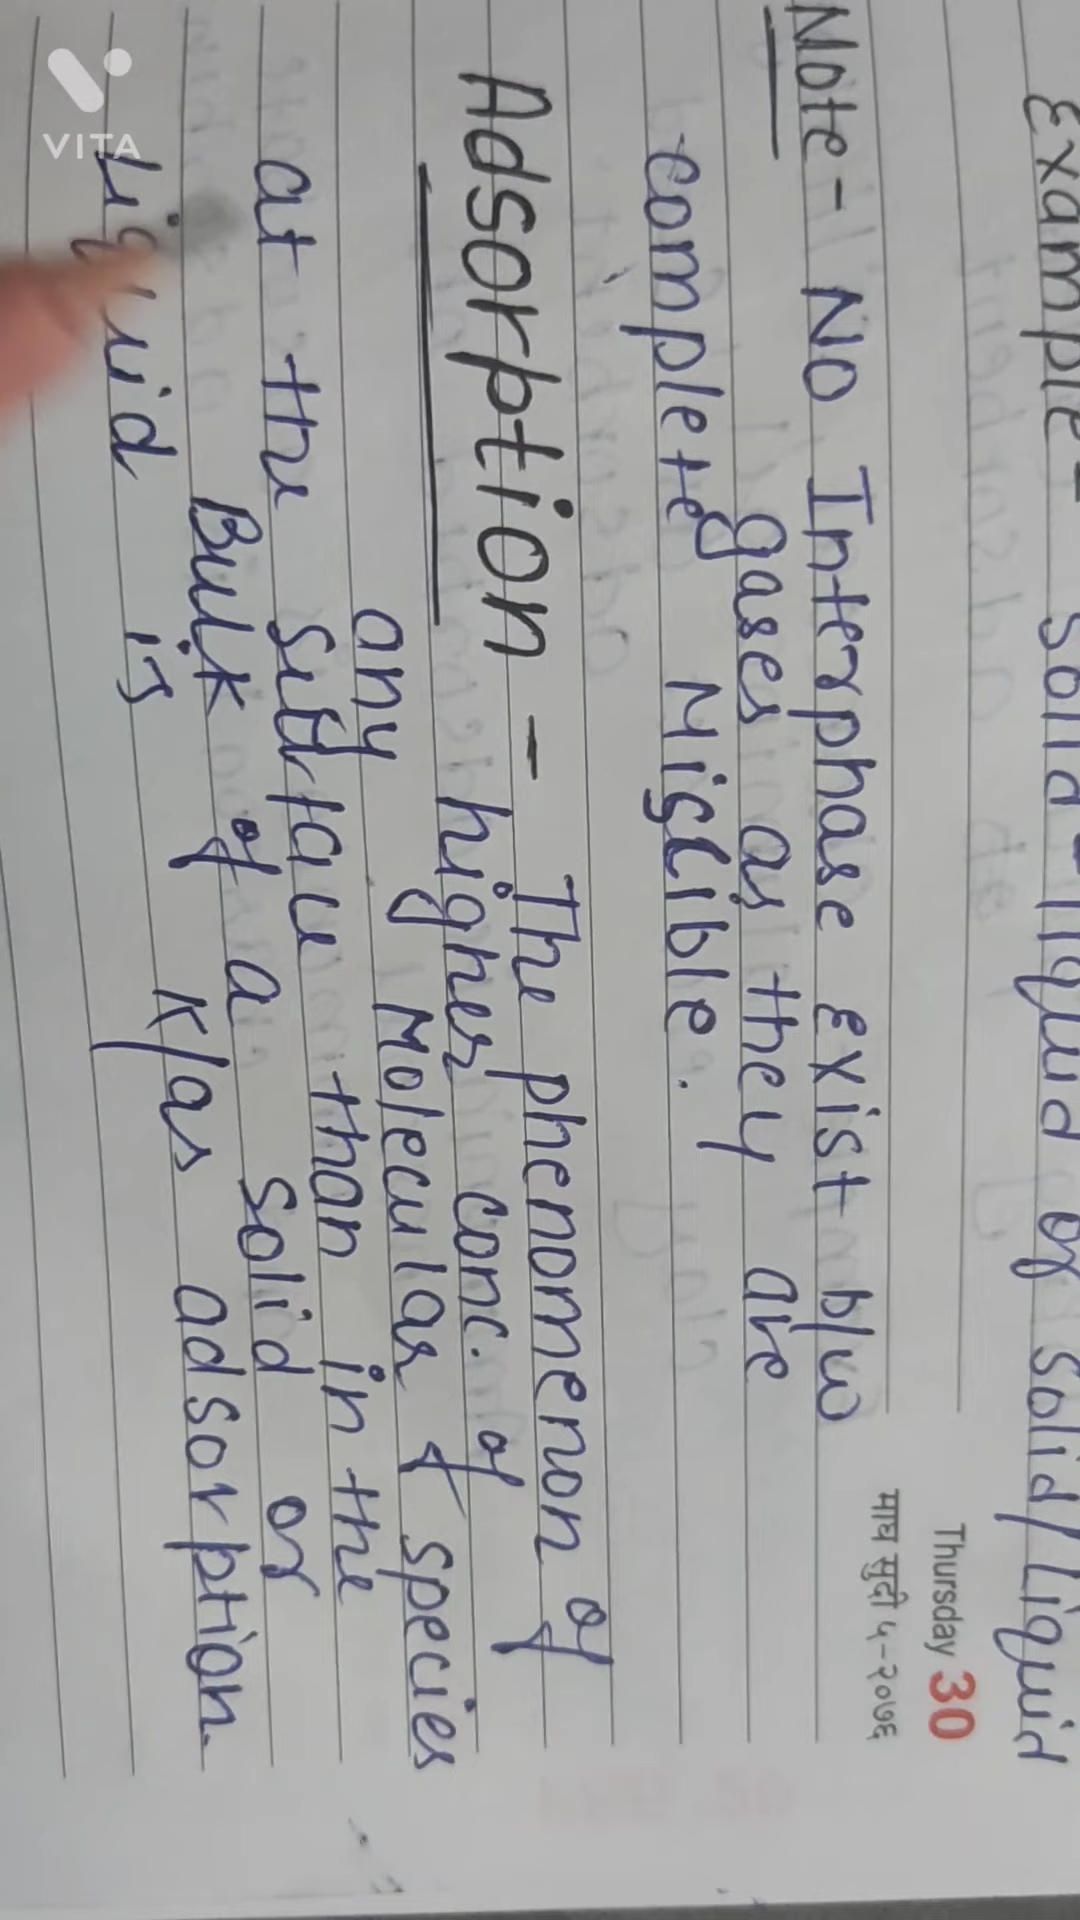 Thursday 30
माघ सुदी ५-२०७६
Example- Solid-liquid or Solid/Liquid
Note- No Interphase Exist b/w
gases as they are
complete Miscible.
Adsorption - The phenomenon of
higher conc. of
any Molecular & species
at the Surface than in the
Bulk of a solid or
Liquid is K/as adsorption.
VITA